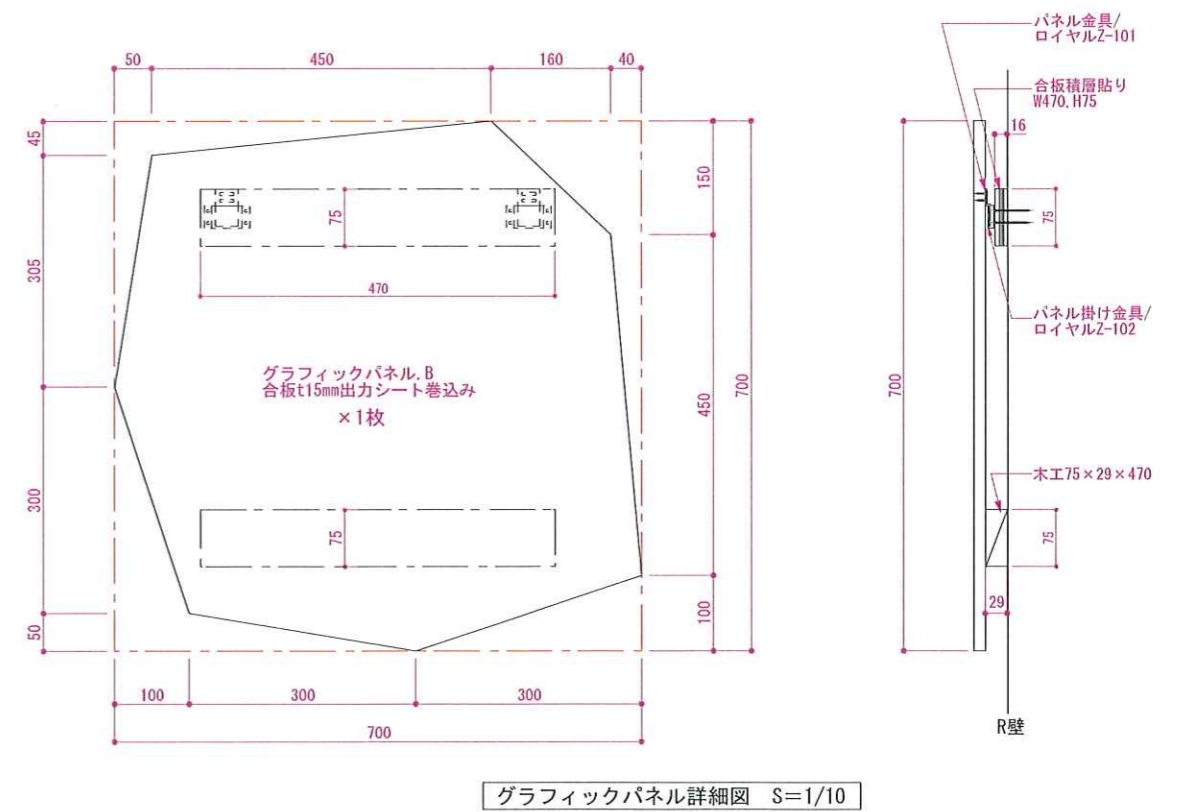 50
450
160
40
45
305
300
50
75
470
グラフィックパネル.B
合板t15mm出力シート巻込み
×1枚
75
150
450
100
700
100
300
300
700
パネル金具/
ロイヤルZ-101
合板積層貼り
W470,H75
16
75
パネル掛け金具/
ロイヤルZ-102
700
木工75×29×470
75
29
R壁
グラフィックパネル詳細図 S=1/10